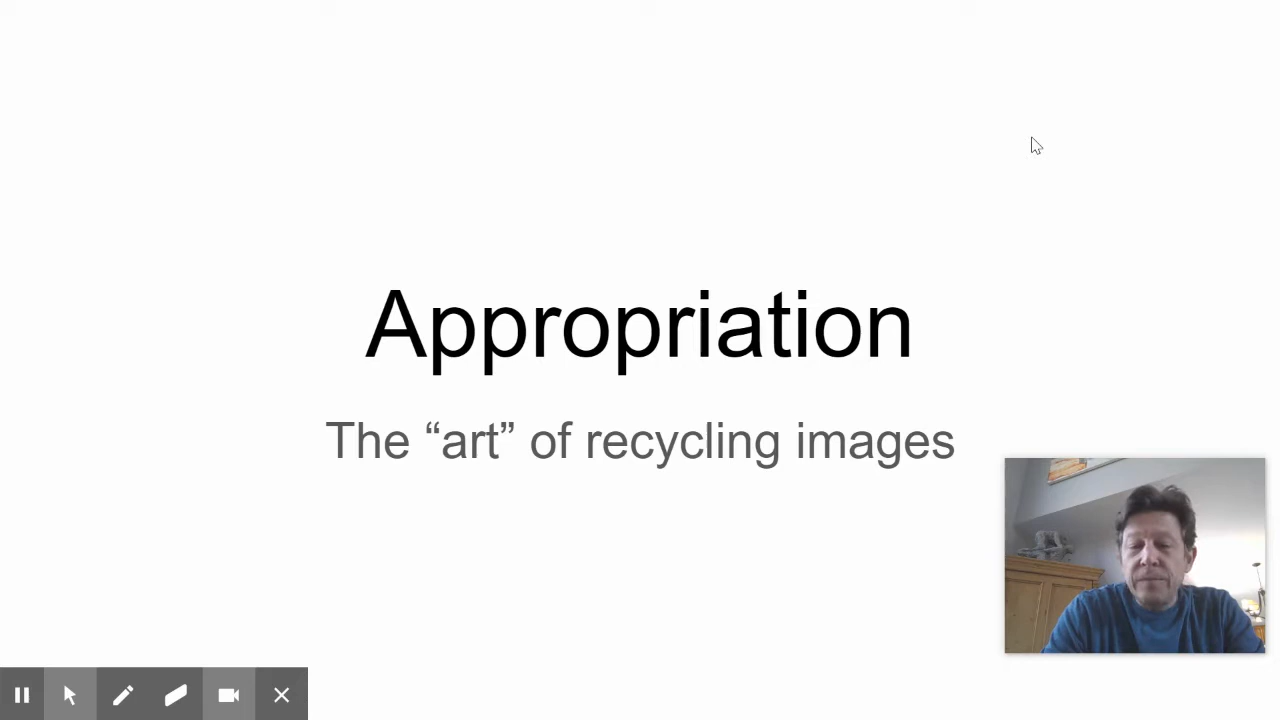 Appropriation
The “art” of recycling images